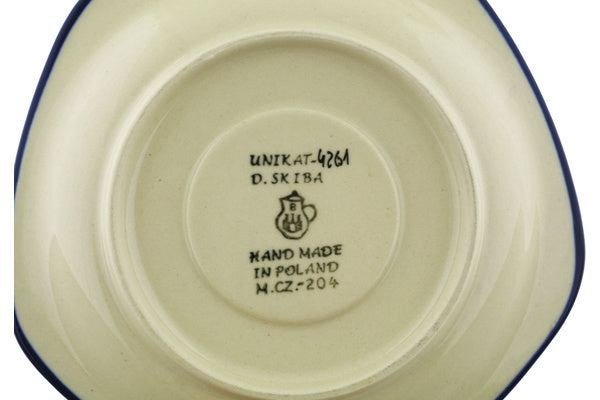 UNIKAT-4261
D. SKIBA
B
HAND MADE
IN POLAND
M.CZ.-204